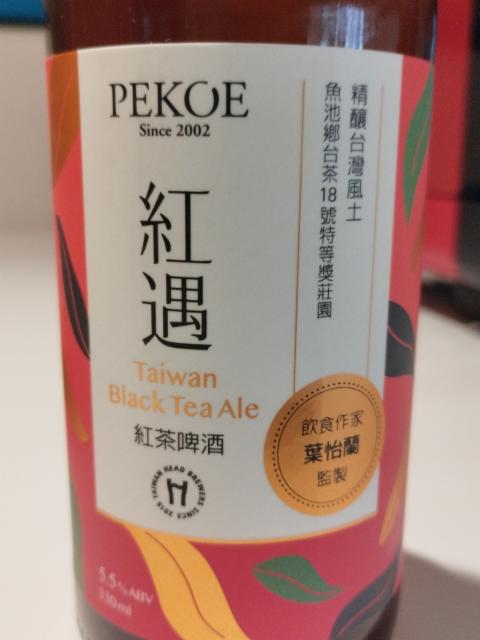 PEKOE
Since 2002
精釀台灣風土
魚池鄉台茶18號特等獎莊園
紅遇
Taiwan
Black Tea Ale
紅茶啤酒
飲食作家
葉怡蘭
監製
TAIWAN HEAD BREWERS SINCE 2015
5.5% ABV
330ml